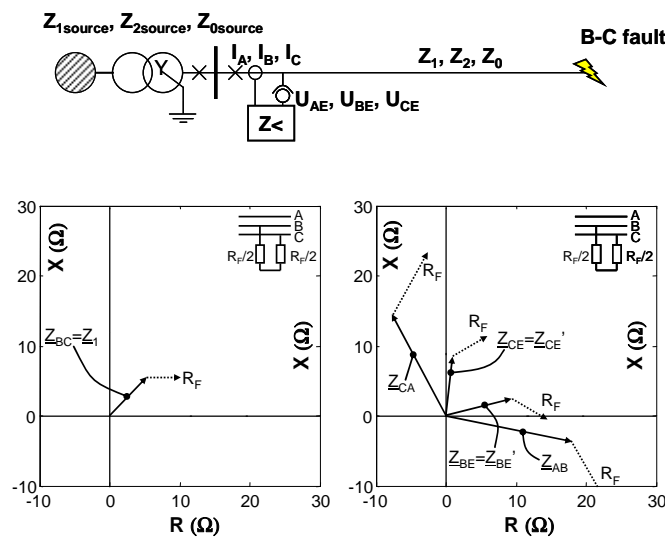 Z1source, Z2source, Z0source
B-C fault
IA, IB, IC
Z1, Z2, Z0
Y
UAE, UBE, UCE
Z<
30
20
10
0
-10
-10 0 10 20 30
X (Ω)
R (Ω)
A
B
C
RF/2 RF/2
ZBC=Z1
RF
X (Ω)
30
20
10
0
-10
-10 0 10 20 30
X (Ω)
R (Ω)
A
B
C
RF/2 RF/2
RF
RF
ZCE=ZCE'
ZCA
RF
ZBE=ZBE'
ZAB
RF